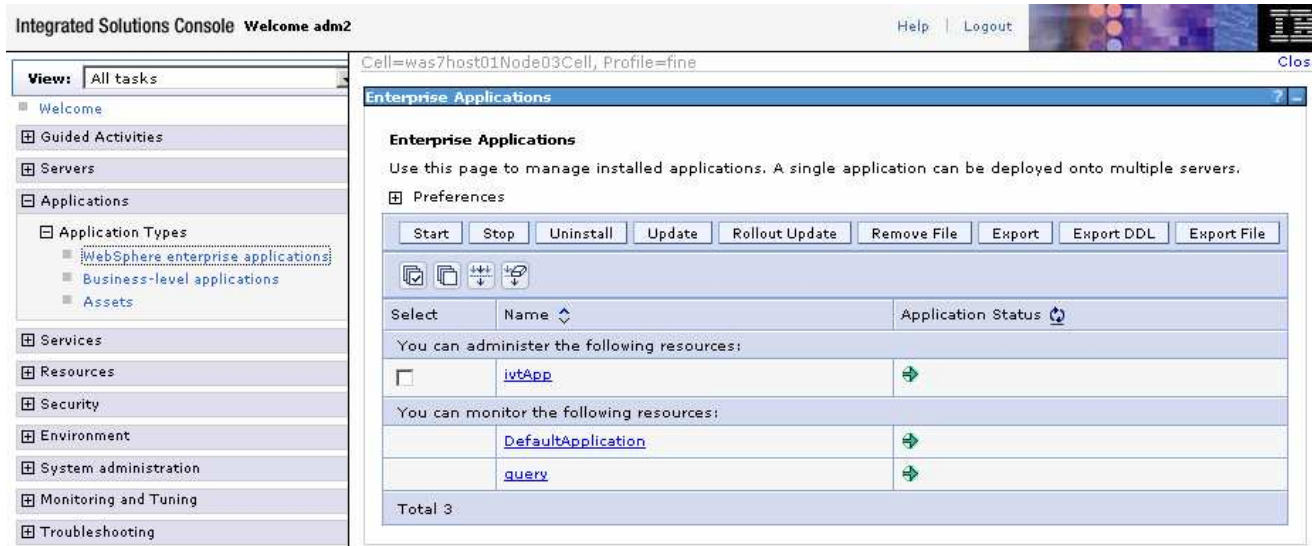 Integrated Solutions Console Welcome adm2
Help | Logout
IBM
View: All tasks
Welcome
Guided Activities
Servers
Applications
Application Types
WebSphere enterprise applications
Business-level applications
Assets
Services
Resources
Security
Environment
System administration
Monitoring and Tuning
Troubleshooting
Cell=was7host01Node03Cell, Profile=fine
Clos
Enterprise Applications
? -
Enterprise Applications
Use this page to manage installed applications. A single application can be deployed onto multiple servers.
Preferences
Start Stop Uninstall Update Rollout Update Remove File Export Export DDL Export File
Select Name Application Status
You can administer the following resources:
ivtApp
You can monitor the following resources:
DefaultApplication
query
Total 3